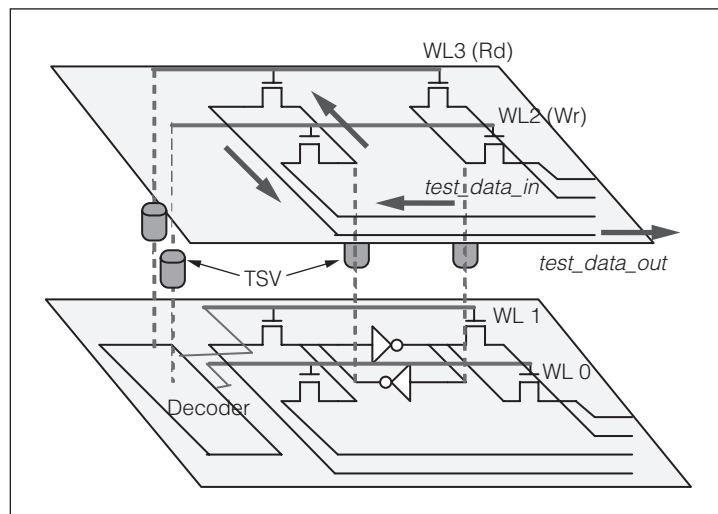 WL3 (Rd)
WL2 (Wr)
test_data_in
test_data_out
TSV
WL 1
WL 0
Decoder